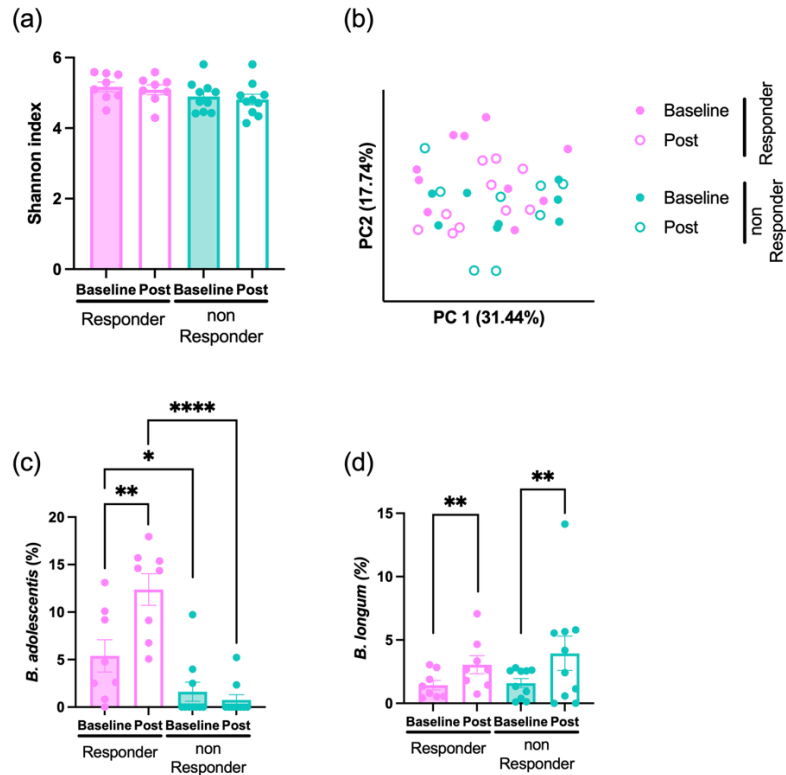 (a)
Shannon index
6
4
2
0
Baseline Post Baseline Post
Responder
non
Responder
(b)
PC2 (17.74%)
PC 1 (31.44%)
Baseline
Post
Responder
Baseline
Post
non
Responder
(c)
****
*
**
B. adolescentis (%)
20
15
10
5
0
Baseline Post Baseline Post
Responder
non
Responder
(d)
**
**
B. longum (%)
15
10
5
0
Baseline Post Baseline Post
Responder
non
Responder